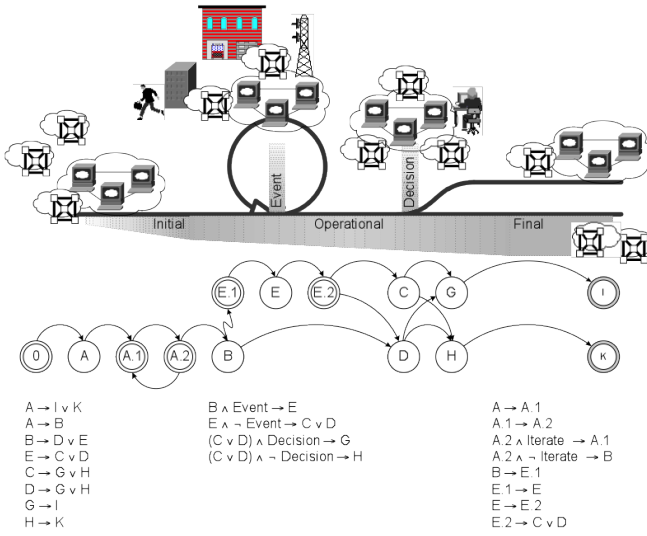 Event
Decision
Initial Operational Final
E.1 E E.2 C G I
0 A A.1 A.2 B D H K
A → I ∨ K
A → B
B → D ∨ E
E → C ∨ D
C → G ∨ H
D → G ∨ H
G → I
H → K
B ∧ Event → E
E ∧ ¬ Event → C ∨ D
(C ∨ D) ∧ Decision → G
(C ∨ D) ∧ ¬ Decision → H
A → A.1
A.1 → A.2
A.2 ∧ Iterate → A.1
A.2 ∧ ¬ Iterate → B
B → E.1
E.1 → E
E → E.2
E.2 → C ∨ D